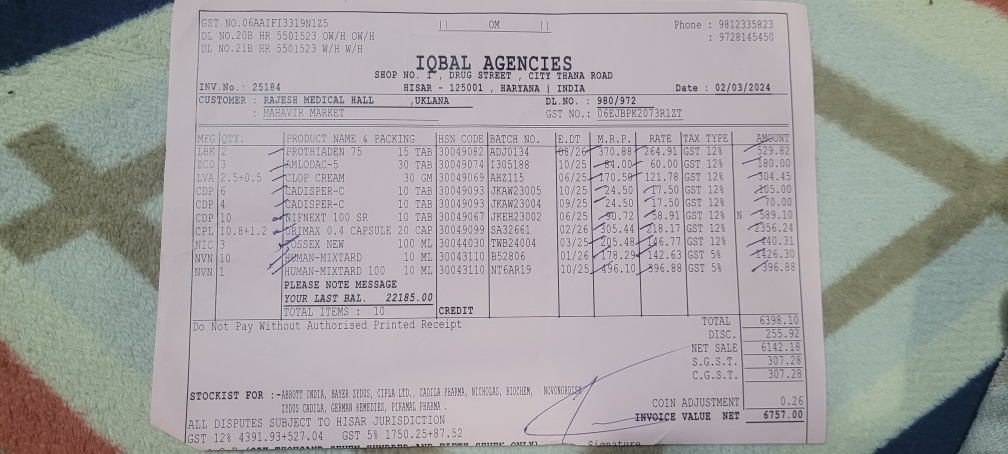 GST NO.06AAIFI3319N1Z5 || OM || Phone : 9812335823
DL NO.20B HR 5501523 OW/H OW/H : 9728145450
DL NO.21B HR 5501523 W/H W/H
IQBAL AGENCIES
SHOP NO. 1 , DRUG STREET , CITY THANA ROAD
INV.No.: 25184 HISAR - 125001 , HARYANA | INDIA Date : 02/03/2024
CUSTOMER : RAJESH MEDICAL HALL ,UKLANA DL.NO. : 980/972
: MAHAVIR MARKET GST NO.: 06EJBPK2073R1ZT
MFG QTY. PRODUCT NAME & PACKING HSN CODE BATCH NO. E.DT M.R.P. RATE TAX TYPE AMOUNT
LHK 2 PROTHIADEN 75 15 TAB 30049082 ADJ0134 08/26 370.88 264.91 GST 12% 529.82
ZCD 3 AMLODAC-5 30 TAB 30049074 I305188 10/25 84.00 60.00 GST 12% 180.00
LVA 2.5+0.5 CLOP CREAM 30 GM 30049069 AHZ115 06/25 170.50 121.78 GST 12% 304.45
CDP 6 CADISPER-C 10 TAB 30049093 JKAW23005 10/25 24.50 17.50 GST 12% 105.00
CDP 4 CADISPER-C 10 TAB 30049093 JKAW23004 09/25 24.50 17.50 GST 12% 70.00
CDP 10 NIFNEXT 100 SR 10 TAB 30049067 JKEH23002 06/25 90.72 58.91 GST 12% N 589.10
CPL 10.8+1.2 URIMAX 0.4 CAPSULE 20 CAP 30049099 SA32661 02/26 305.44 218.17 GST 12% 2356.24
NIC 3 TOSSEX NEW 100 ML 30044030 TWB24004 03/25 205.48 146.77 GST 12% 440.31
NVN 10 HUMAN-MIXTARD 10 ML 30043110 B52806 01/26 178.29 142.63 GST 5% 1426.30
NVN 1 HUMAN-MIXTARD 100 10 ML 30043110 NT6AR19 10/25 496.10 396.88 GST 5% 396.88
PLEASE NOTE MESSAGE
YOUR LAST BAL. 22185.00
TOTAL ITEMS : 10 CREDIT
Do Not Pay Without Authorised Printed Receipt TOTAL 6398.10
DISC. 255.92
NET SALE 6142.18
S.G.S.T. 307.28
C.G.S.T. 307.28
STOCKIST FOR :-ABBOTT INDIA, BAYER ZYDUS, CIPLA LTD., CADILA PHARMA, NICHOLAS, BIOCHEM, NOVONORDISK
ZYDUS CADILA, GERMAN REMEDIES, PIRAMAL PHARMA . COIN ADJUSTMENT 0.26
ALL DISPUTES SUBJECT TO HISAR JURISDICTION INVOICE VALUE NET 6757.00
GST 12% 4391.93+527.04 GST 5% 1750.25+87.52
Signature